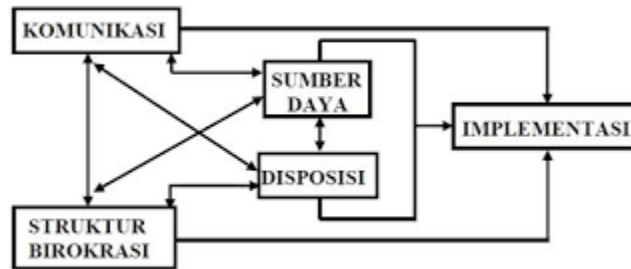 KOMUNIKASI
SUMBER
DAYA
IMPLEMENTASI
DISPOSISI
STRUKTUR
BIROKRASI